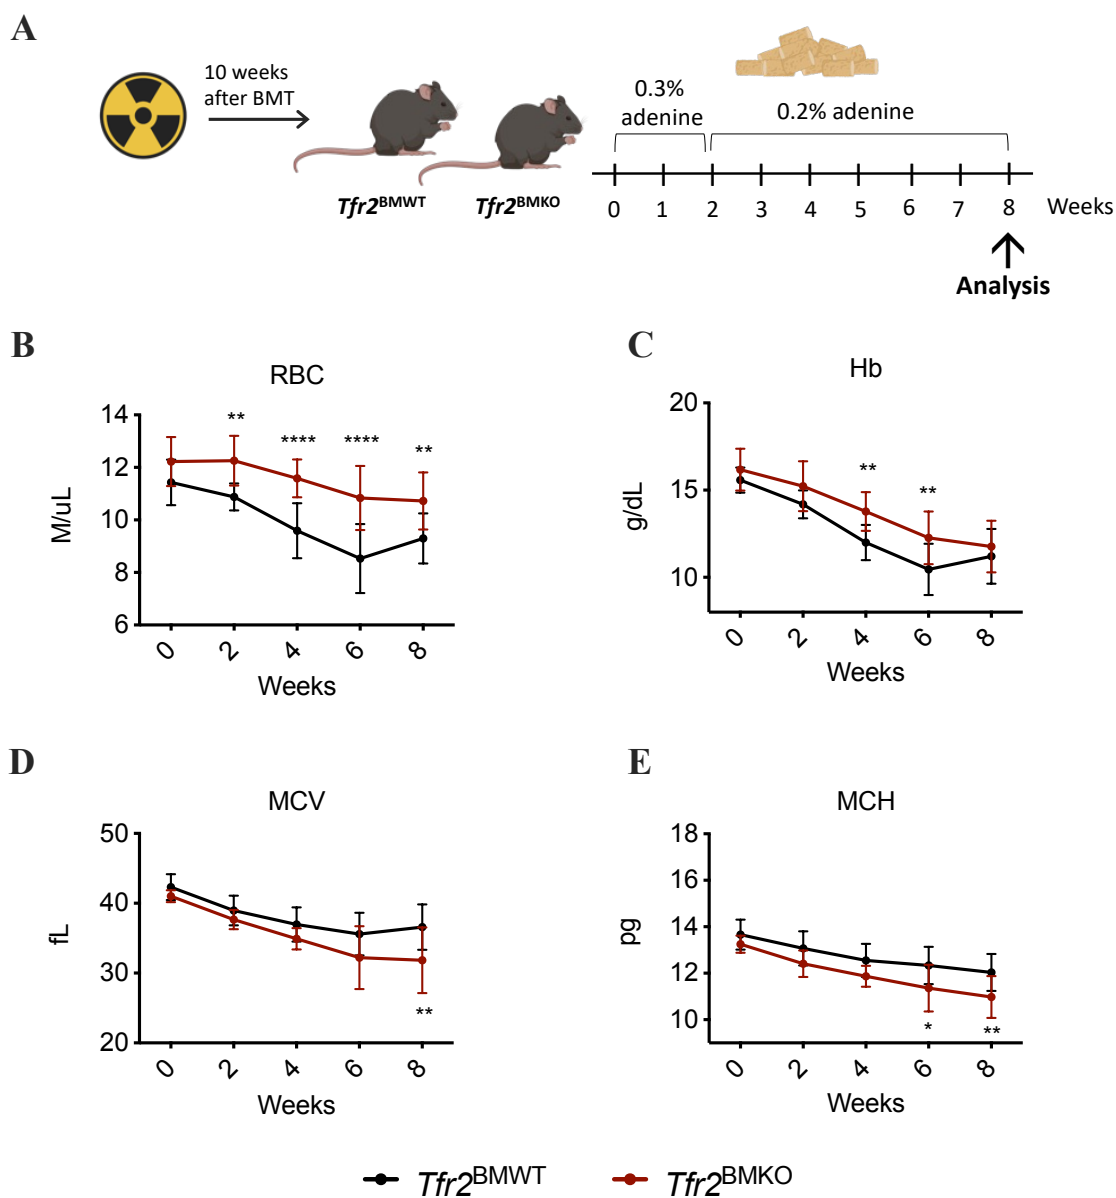 A
10 weeks
after BMT
Tfr2BMWT
Tfr2BMKO
0.3%
adenine
0.2% adenine
0 1 2 3 4 5 6 7 8 Weeks
Analysis
B
RBC
M/uL
14
12
10
8
6
** **** **** **
0 2 4 6 8
Weeks
C
Hb
g/dL
20
15
10
** **
0 2 4 6 8
Weeks
D
MCV
fL
50
40
30
20
**
0 2 4 6 8
Weeks
E
MCH
pg
18
16
14
12
10
* **
0 2 4 6 8
Weeks
Tfr2BMWT Tfr2BMKO